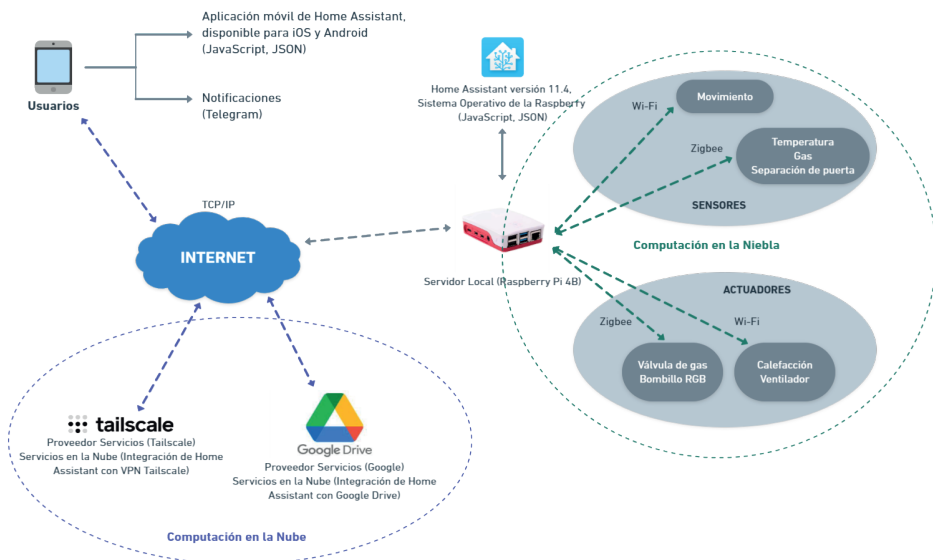 Aplicación móvil de Home Assistant,
disponible para iOS y Android
(JavaScript, JSON)
Usuarios
Notificaciones
(Telegram)
Home Assistant versión 11.4,
Sistema Operativo de la Raspberry
(JavaScript, JSON)
Wi-Fi
Movimiento
Zigbee
Temperatura
Gas
Separación de puerta
SENSORES
TCP/IP
INTERNET
Computación en la Niebla
Servidor Local (Raspberry Pi 4B)
ACTUADORES
Zigbee
Wi-Fi
Válvula de gas
Bombillo RGB
Calefacción
Ventilador
tailscale
Proveedor Servicios (Tailscale)
Servicios en la Nube (Integración de Home
Assistant con VPN Tailscale)
Google Drive
Proveedor Servicios (Google)
Servicios en la Nube (Integración de Home
Assistant con Google Drive)
Computación en la Nube